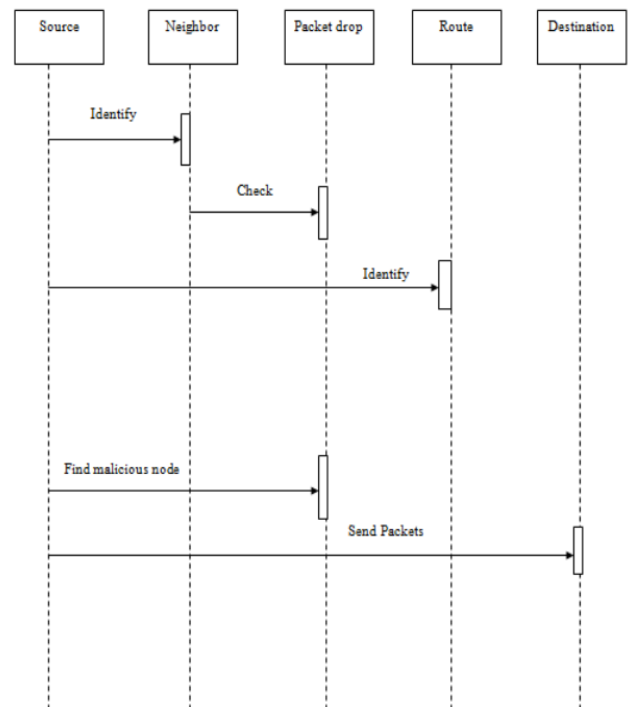 Source
Neighbor
Packet drop
Route
Destination
Identify
Check
Identify
Find malicious node
Send Packets